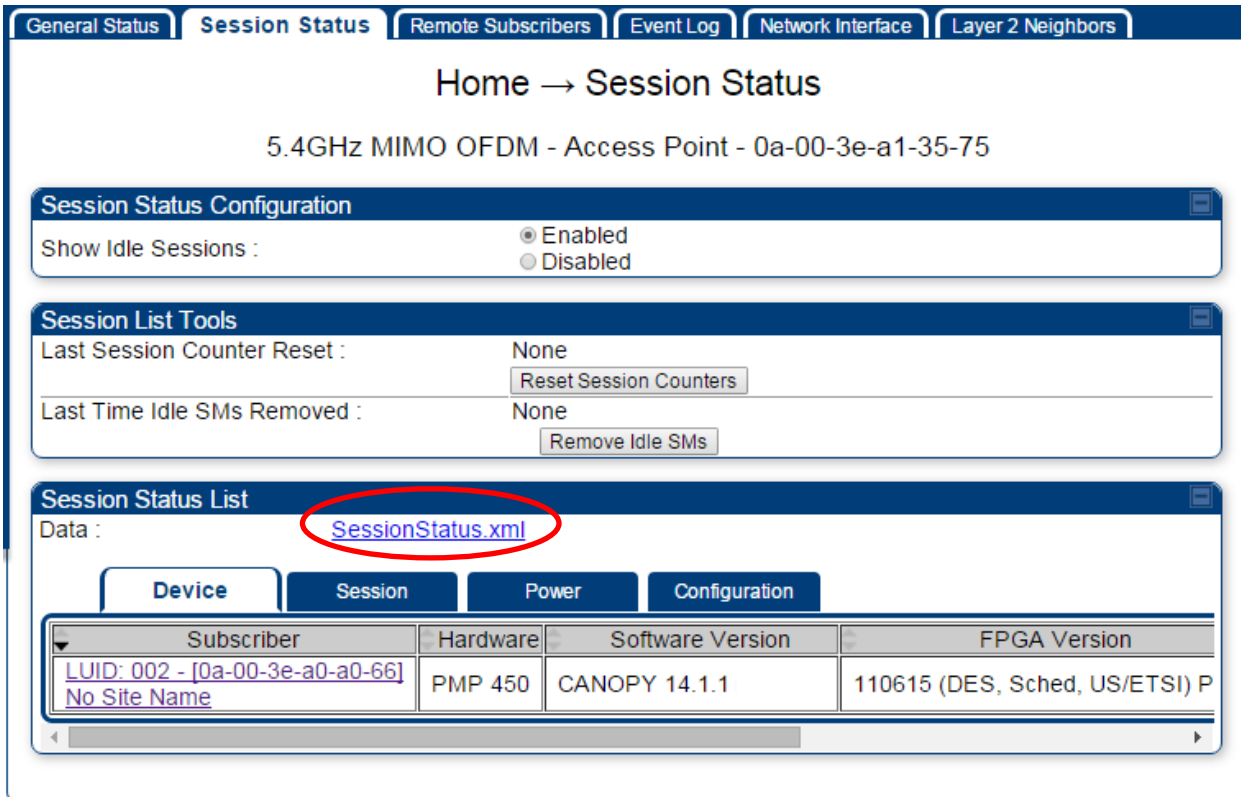 General Status Session Status Remote Subscribers Event Log Network Interface Layer 2 Neighbors
Home → Session Status
5.4GHz MIMO OFDM - Access Point - 0a-00-3e-a1-35-75
Session Status Configuration
Show Idle Sessions :
Enabled
Disabled
Session List Tools
Last Session Counter Reset : None
Reset Session Counters
Last Time Idle SMs Removed : None
Remove Idle SMs
Session Status List
Data : SessionStatus.xml
Device Session Power Configuration
Subscriber Hardware Software Version FPGA Version
LUID: 002 - [0a-00-3e-a0-a0-66] PMP 450 CANOPY 14.1.1 110615 (DES, Sched, US/ETSI) P
No Site Name